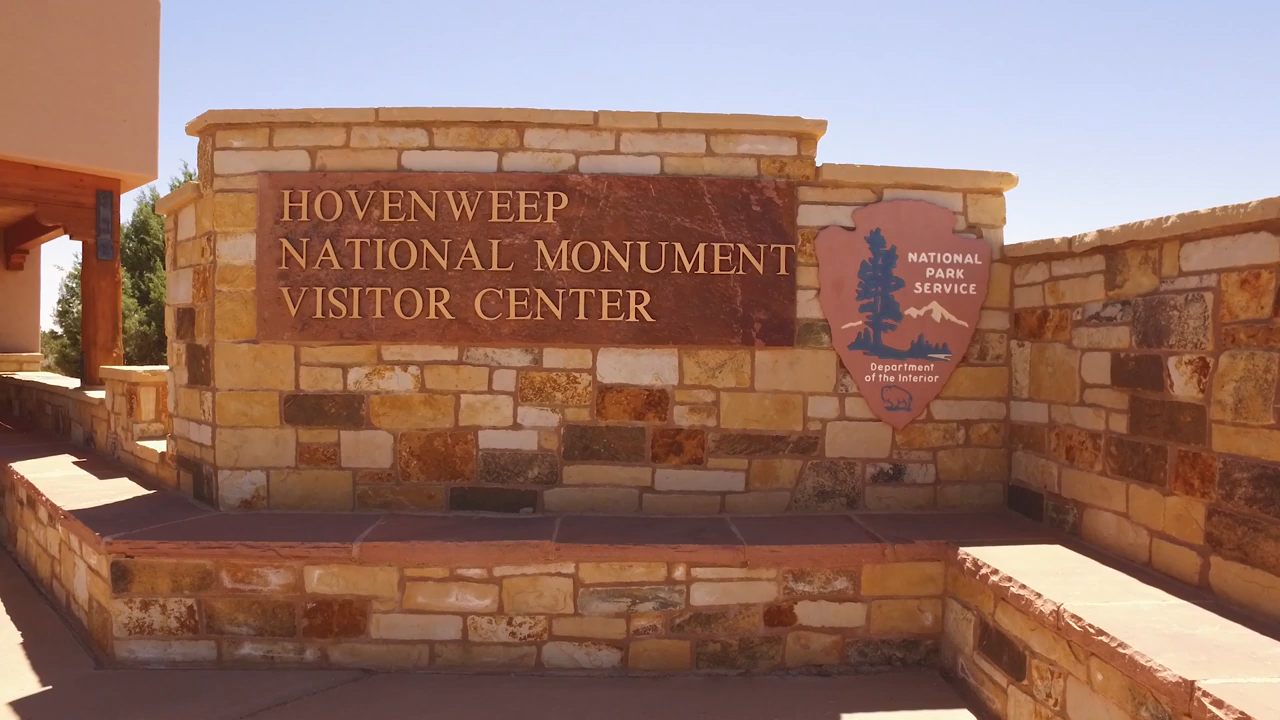 HOVENWEEP
NATIONAL MONUMENT
VISITOR CENTER
NATIONAL
PARK
SERVICE
Department
of the Interior